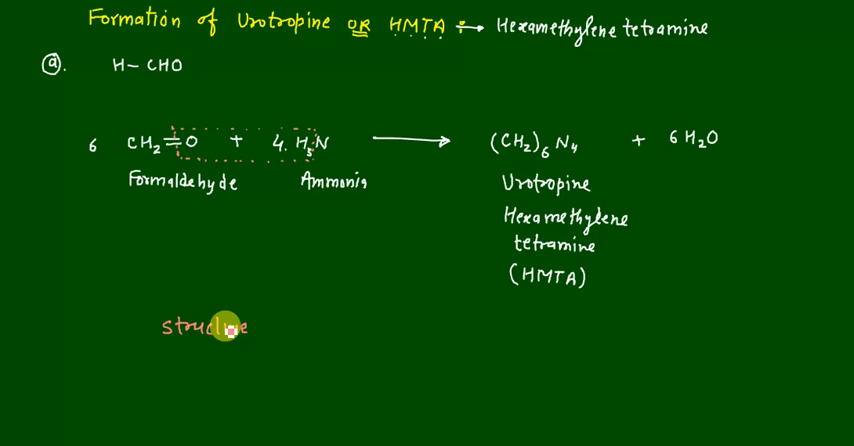 Formation of Urotropine OR HMTA :→ Hexamethylene tetramine
(a). H – CHO
6 CH₂=O + 4. H₃N ⟶ (CH₂)₆ N₄ + 6 H₂O
Formaldehyde Ammonia Urotropine
Hexamethylene
tetramine
(HMTA)
structure